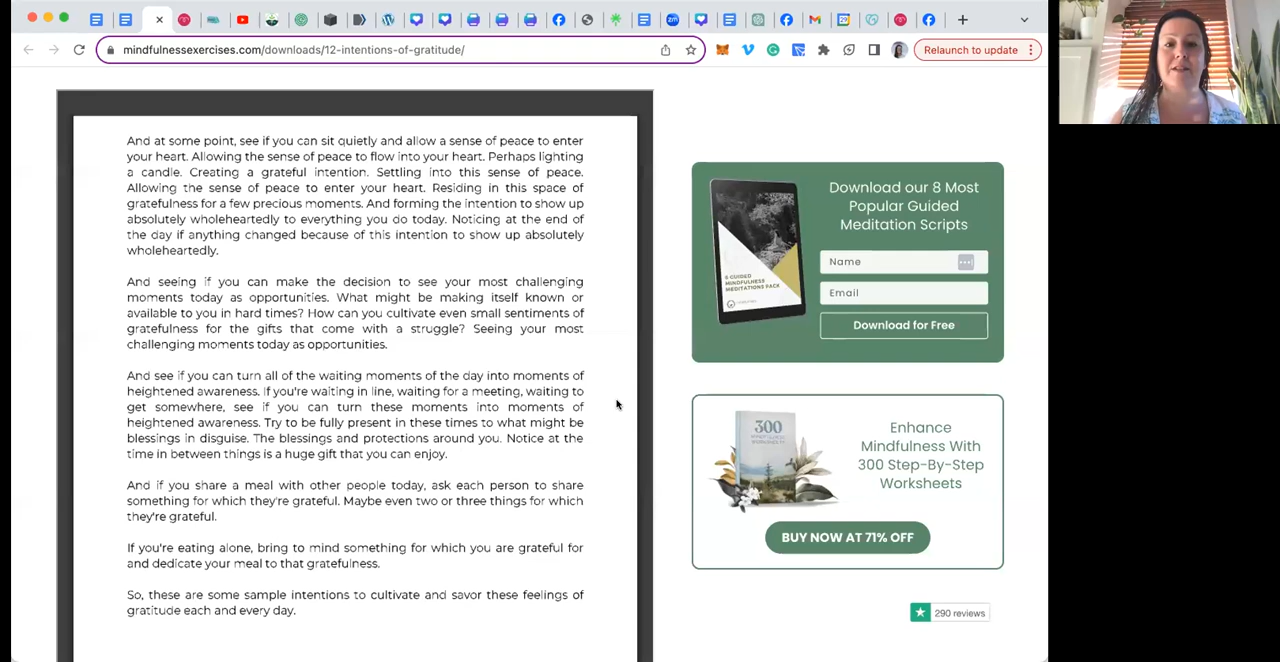 mindfulnessexercises.com/downloads/12-intentions-of-gratitude/
Relaunch to update
And at some point, see if you can sit quietly and allow a sense of peace to enter
your heart. Allowing the sense of peace to flow into your heart. Perhaps lighting
a candle. Creating a grateful intention. Settling into this sense of peace.
Allowing the sense of peace to enter your heart. Residing in this space of
gratefulness for a few precious moments. And forming the intention to show up
absolutely wholeheartedly to everything you do today. Noticing at the end of
the day if anything changed because of this intention to show up absolutely
wholeheartedly.
And seeing if you can make the decision to see your most challenging
moments today as opportunities. What might be making itself known or
available to you in hard times? How can you cultivate even small sentiments of
gratefulness for the gifts that come with a struggle? Seeing your most
challenging moments today as opportunities.
And see if you can turn all of the waiting moments of the day into moments of
heightened awareness. If you're waiting in line, waiting for a meeting, waiting to
get somewhere, see if you can turn these moments into moments of
heightened awareness. Try to be fully present in these times to what might be
blessings in disguise. The blessings and protections around you. Notice at the
time in between things is a huge gift that you can enjoy.
And if you share a meal with other people today, ask each person to share
something for which they're grateful. Maybe even two or three things for which
they're grateful.
If you're eating alone, bring to mind something for which you are grateful for
and dedicate your meal to that gratefulness.
So, these are some sample intentions to cultivate and savor these feelings of
gratitude each and every day.
Download our 8 Most
Popular Guided
Meditation Scripts
8 GUIDED
MINDFULNESS
MEDITATIONS PACK
Name
Email
Download for Free
300
Enhance
Mindfulness With
300 Step-By-Step
Worksheets
BUY NOW AT 71% OFF
290 reviews